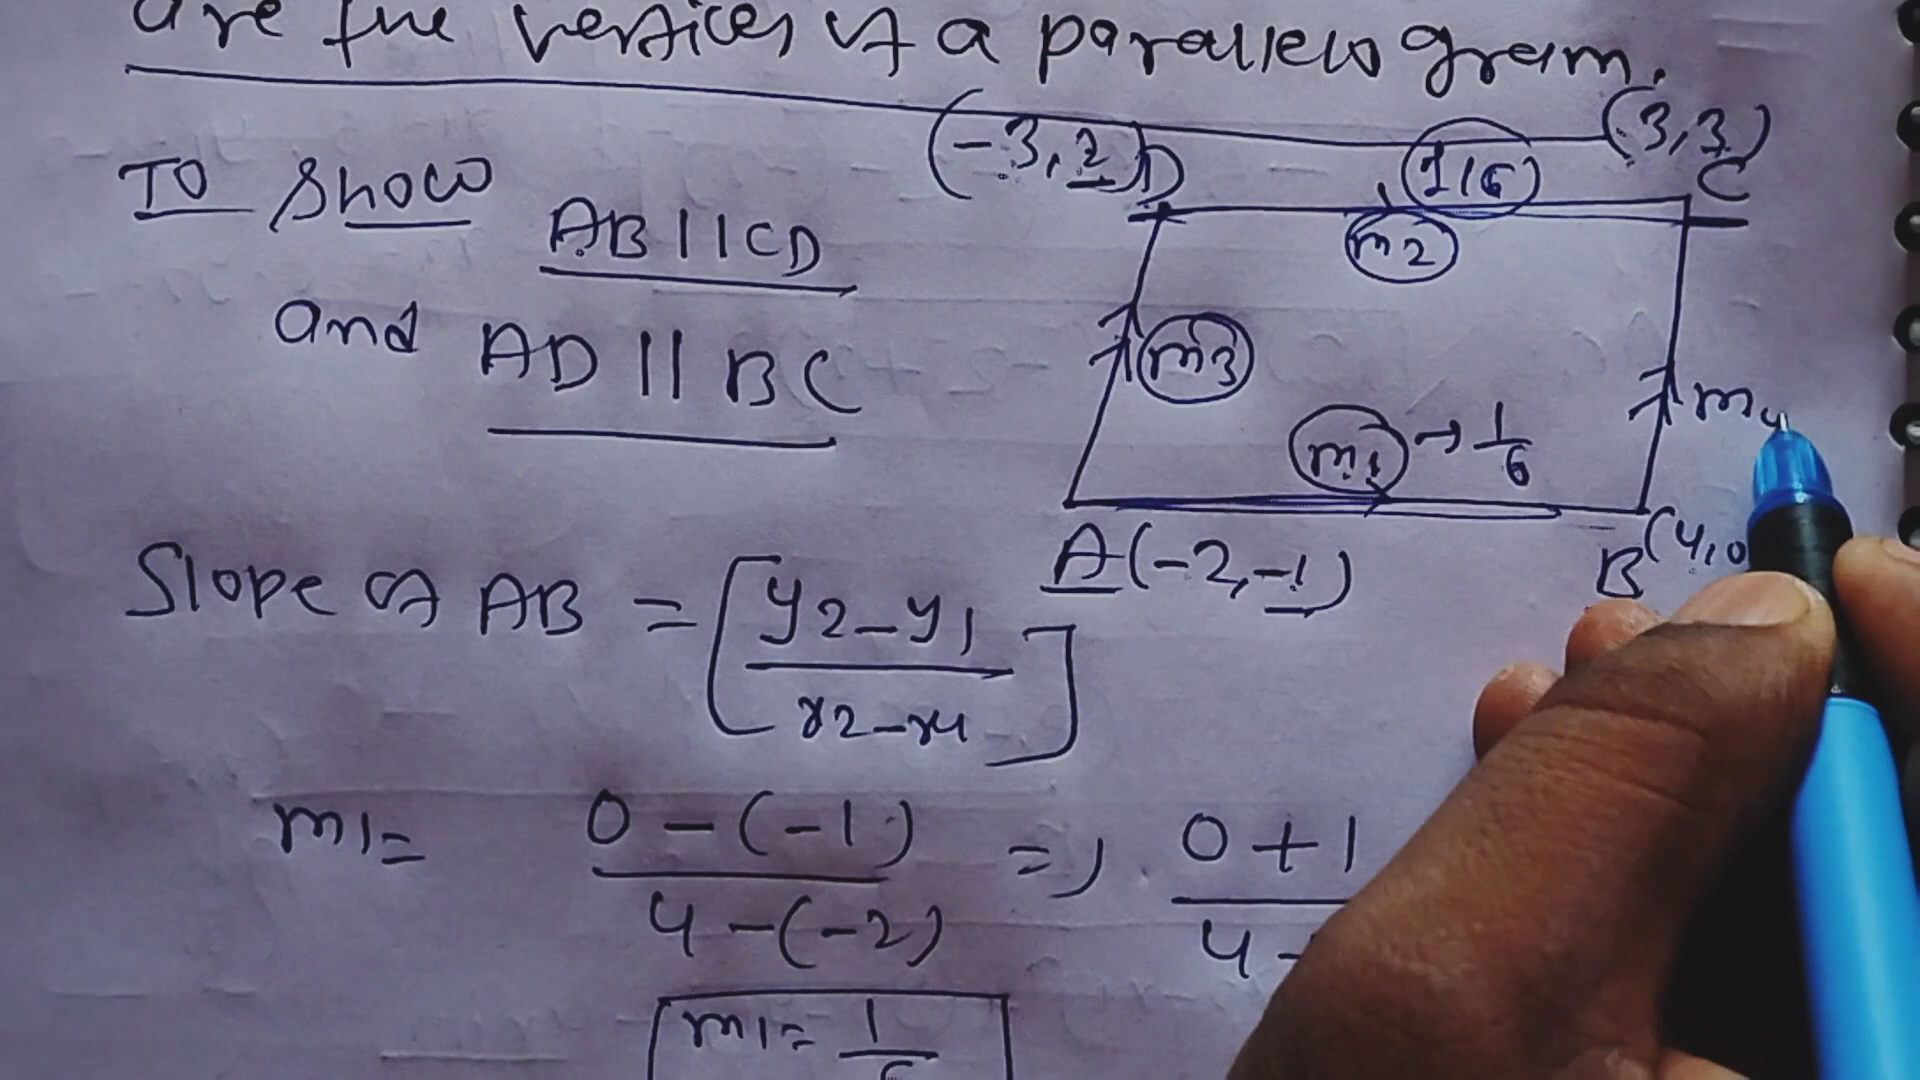 are the vertices of a parallelogram.
(-3,2) D (1/6) (3,3) C
To show AB || CD
m2
and AD || BC
m3 m4
m1 → 1/6
A(-2,-1) B(4,0
Slope of AB = [y2-y1 / x2-x1]
m1= 0-(-1) / 4-(-2) => 0+1 / 4-
m1= 1